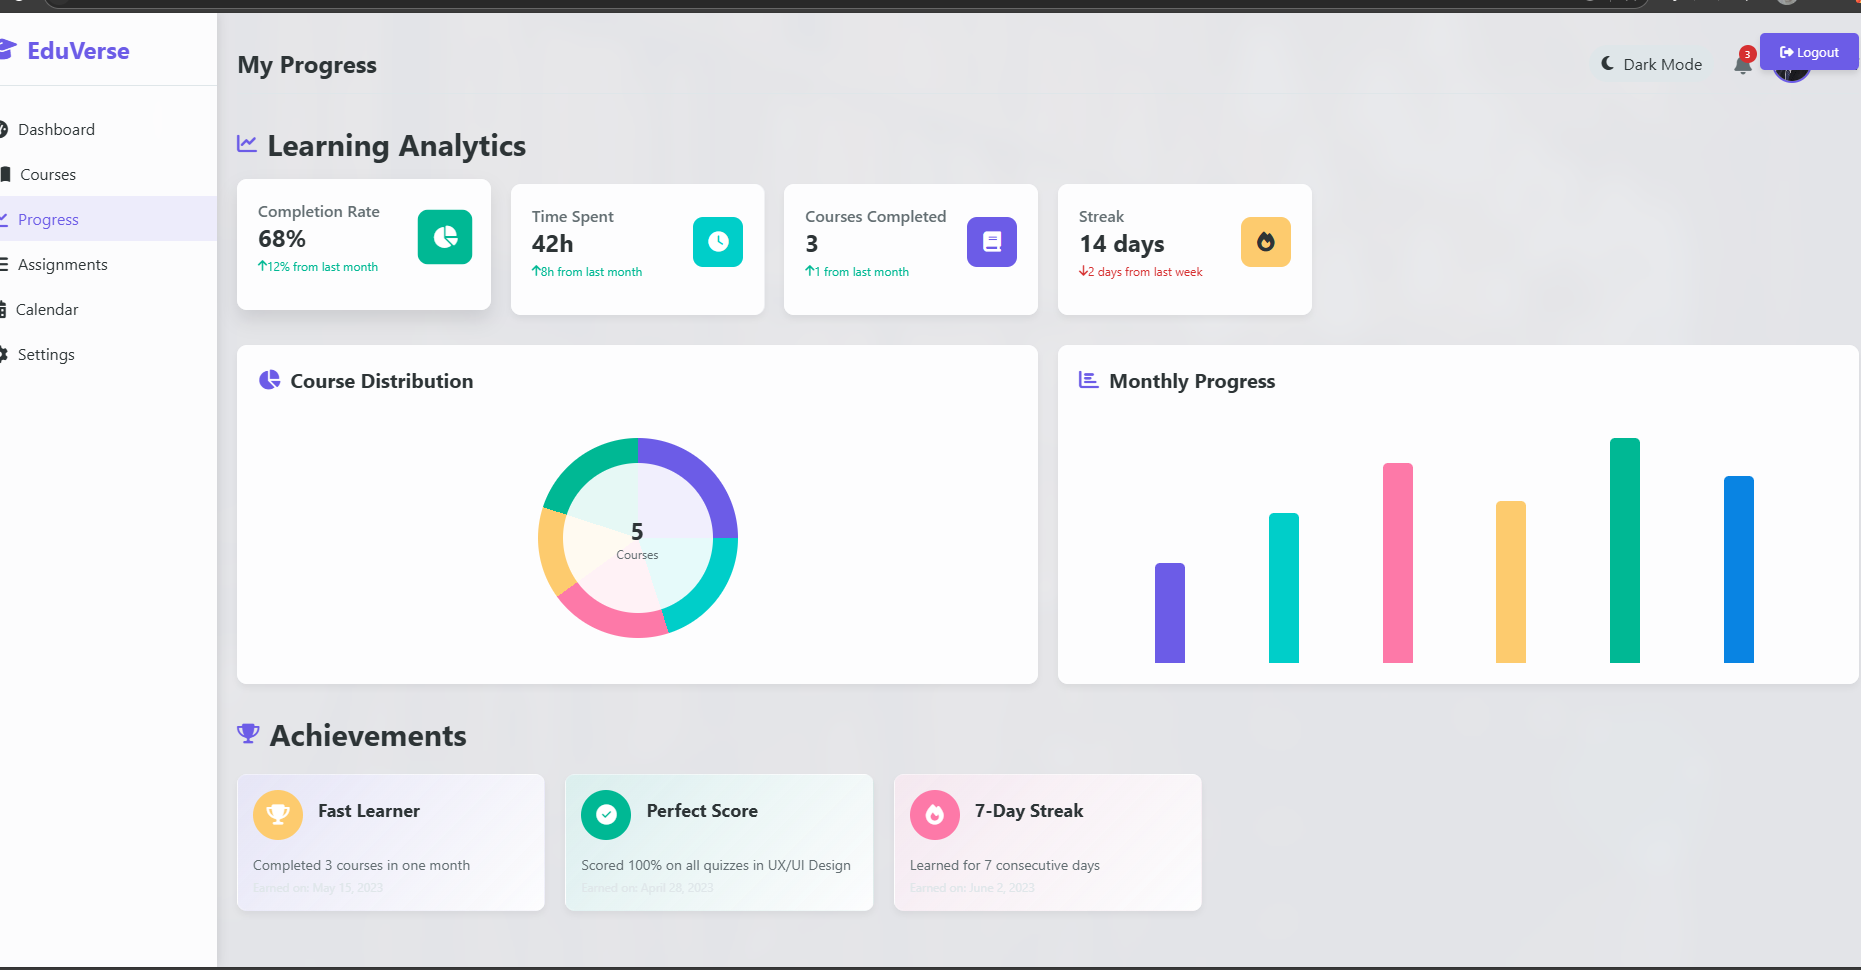 EduVerse
Dashboard
Courses
Progress
Assignments
Calendar
Settings
My Progress
Dark Mode
3
Logout
Learning Analytics
Completion Rate
68%
12% from last month
Time Spent
42h
8h from last month
Courses Completed
3
1 from last month
Streak
14 days
2 days from last week
Course Distribution
5
Courses
Monthly Progress
Achievements
Fast Learner
Completed 3 courses in one month
Earned on: May 15, 2023
Perfect Score
Scored 100% on all quizzes in UX/UI Design
Earned on: April 28, 2023
7-Day Streak
Learned for 7 consecutive days
Earned on: June 2, 2023